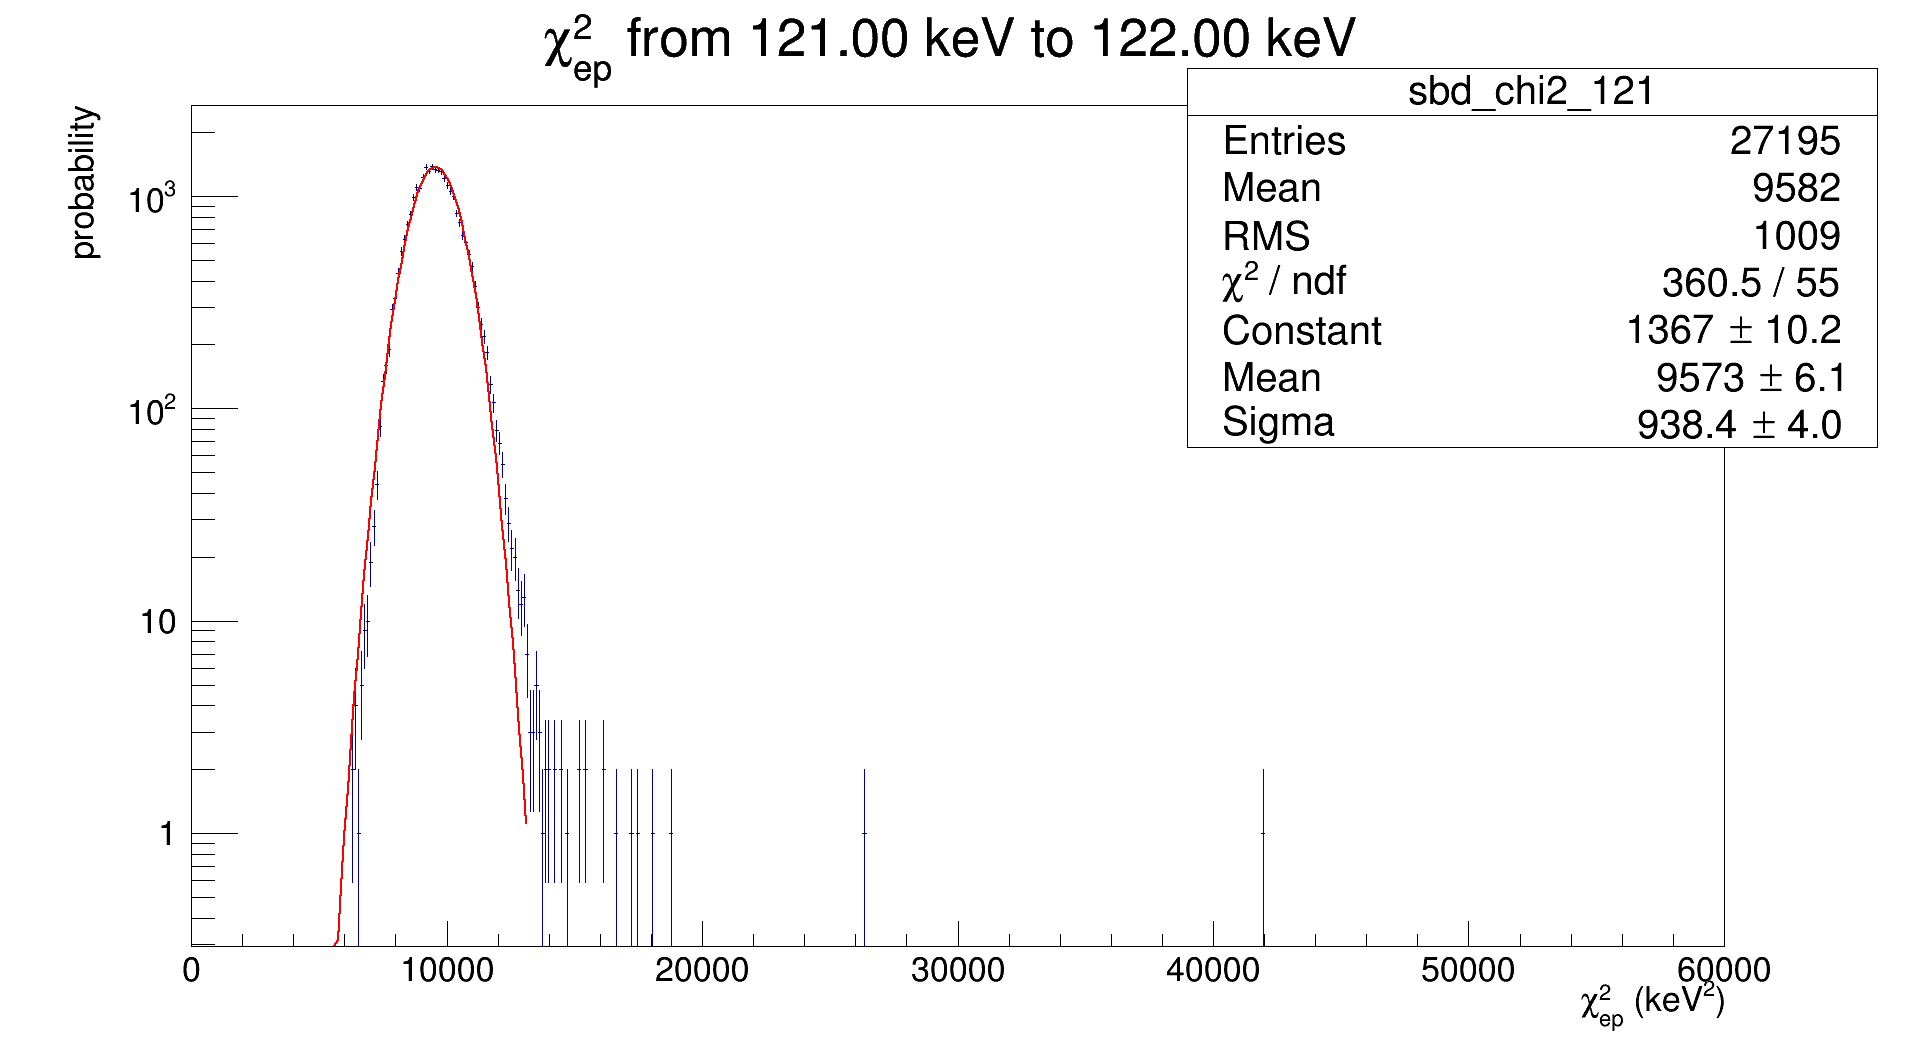 χ²ep from 121.00 keV to 122.00 keV
probability
sbd_chi2_121
Entries 27195
Mean 9582
RMS 1009
χ² / ndf 360.5 / 55
Constant 1367 ± 10.2
Mean 9573 ± 6.1
Sigma 938.4 ± 4.0
10³
10²
10
1
0 10000 20000 30000 40000 50000 60000
χ²ep (keV²)